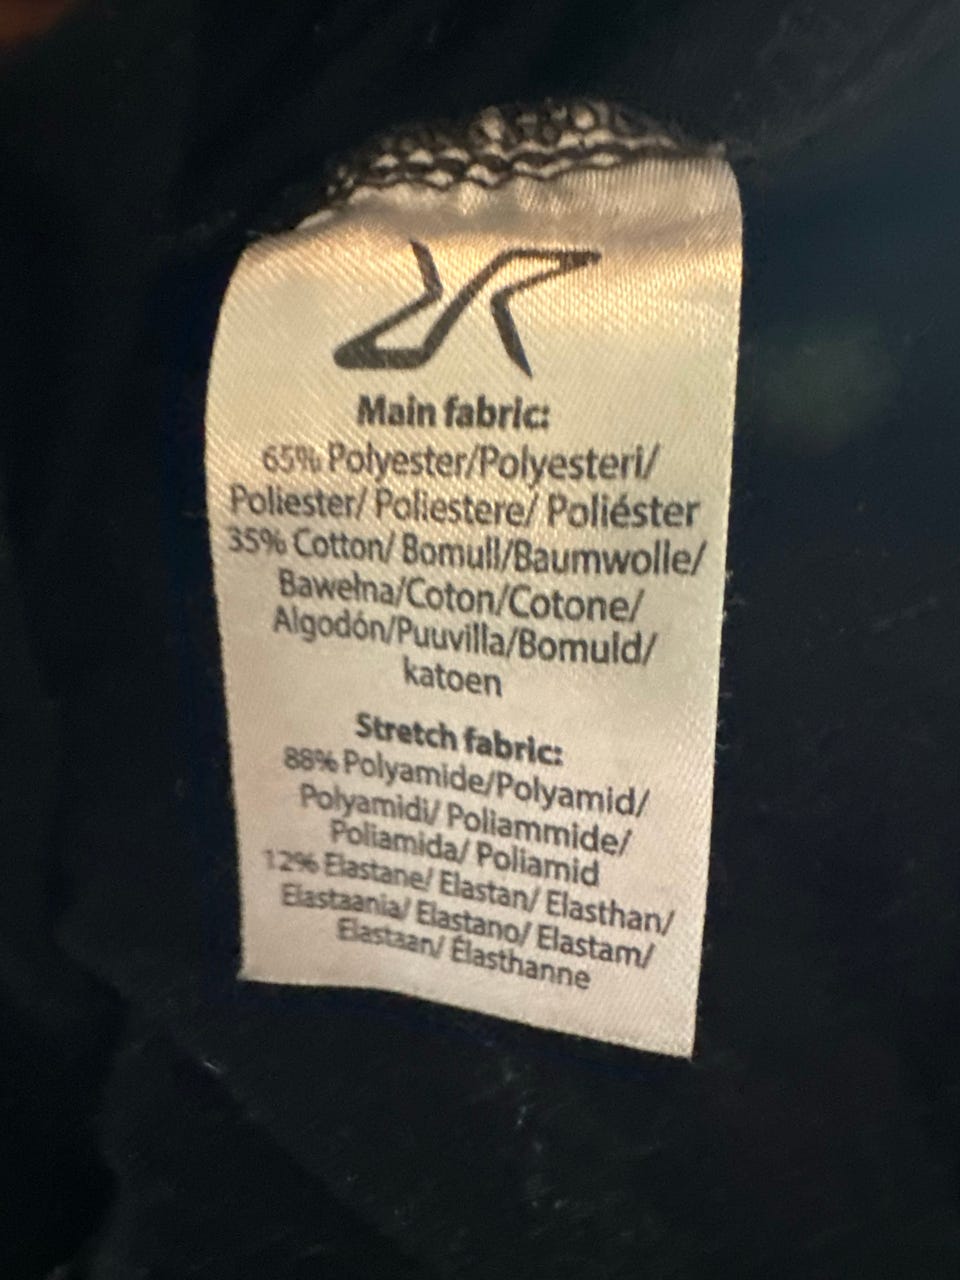 Main fabric:
65% Polyester/Polyesteri/
Poliester/ Poliestere/ Poliéster
35% Cotton/ Bomull/Baumwolle/
Bawełna/Coton/Cotone/
Algodón/Puuvilla/Bomuld/
katoen
Stretch fabric:
88% Polyamide/Polyamid/
Polyamidi/ Poliammide/
Poliamida/ Poliamid
12% Elastane/ Elastan/ Elasthan/
Elastaania/ Elastano/ Elastam/
Elastaan/ Élasthanne